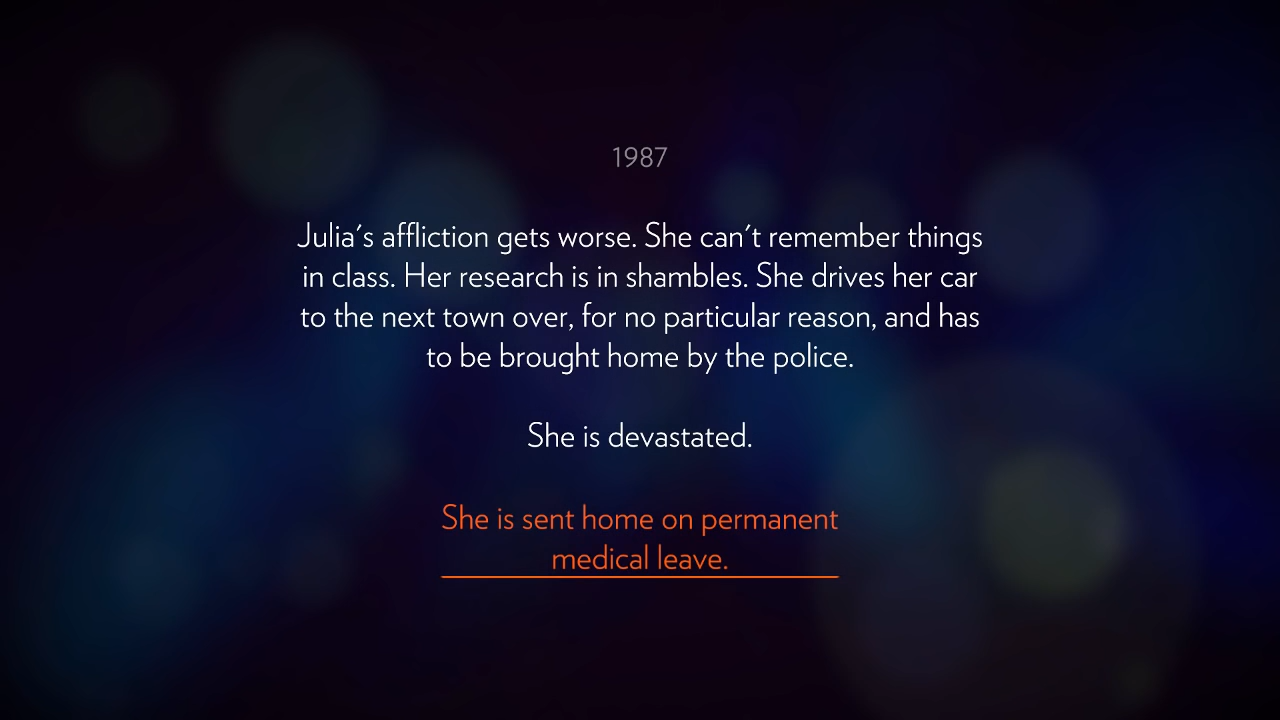 1987
Julia's affliction gets worse. She can't remember things
in class. Her research is in shambles. She drives her car
to the next town over, for no particular reason, and has
to be brought home by the police.
She is devastated.
She is sent home on permanent
medical leave.